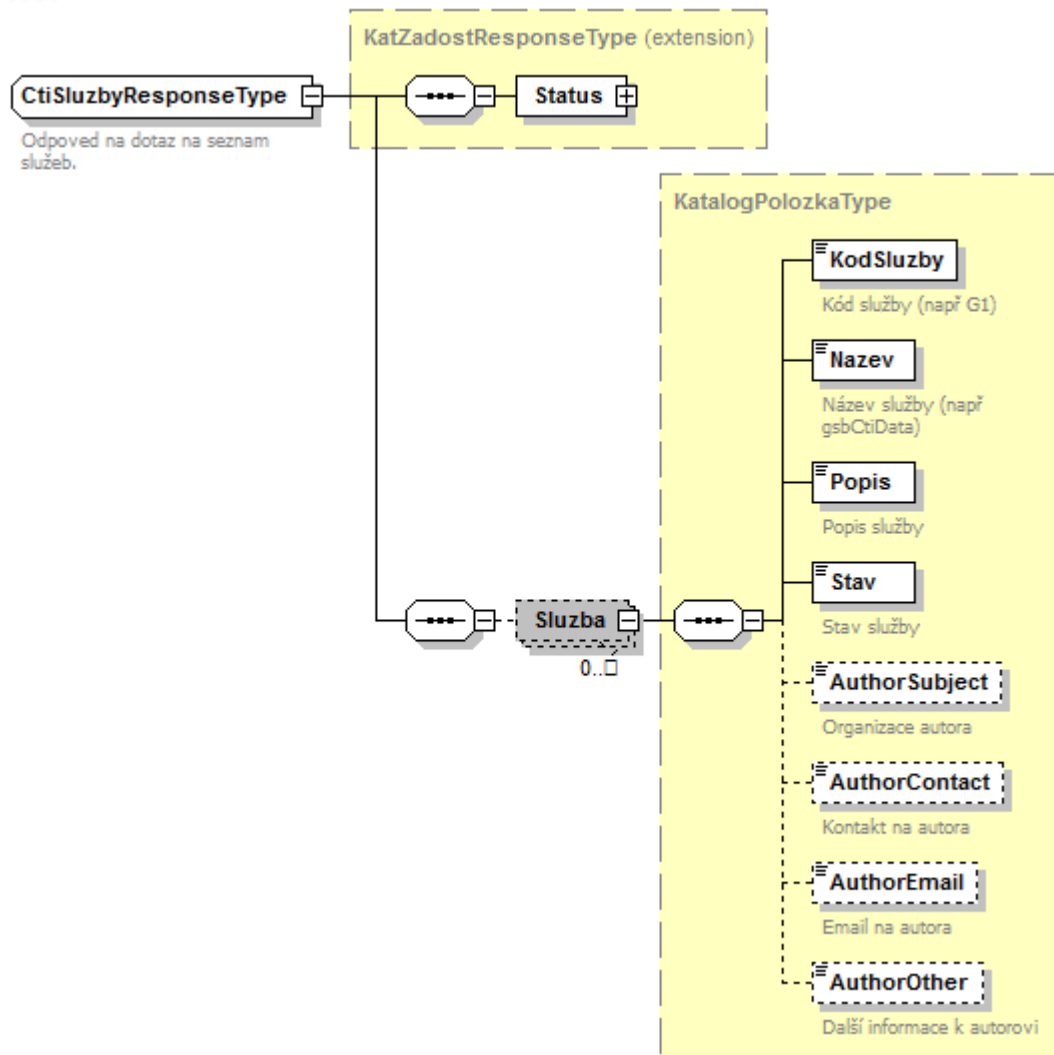 KatZadostResponseType (extension)
CtiSluzbyResponseType
Status
Odpoved na dotaz na seznam
služeb.
KatalogPolozkaType
KodSluzby
Kód služby (např G1)
Nazev
Název služby (např
gsbCtiData)
Popis
Popis služby
Stav
Stav služby
Sluzba
0..□
AuthorSubject
Organizace autora
AuthorContact
Kontakt na autora
AuthorEmail
Email na autora
AuthorOther
Další informace k autorovi